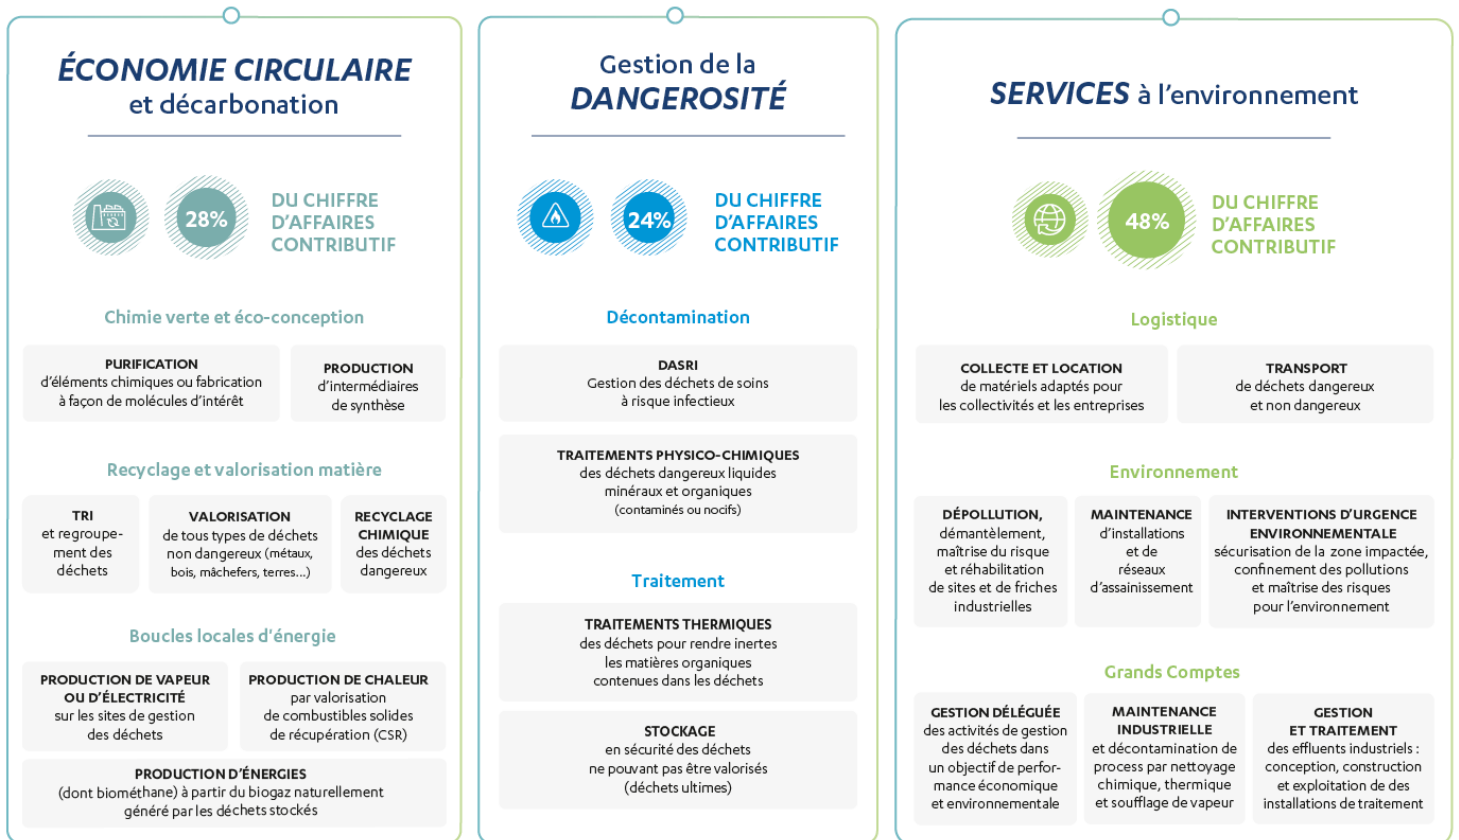 ÉCONOMIE CIRCULAIRE
et décarbonation
28%
DU CHIFFRE
D'AFFAIRES
CONTRIBUTIF
Chimie verte et éco-conception
PURIFICATION
d'éléments chimiques ou fabrication
à façon de molécules d'intérêt
PRODUCTION
d'intermédiaires
de synthèse
Recyclage et valorisation matière
TRI
et regroupe-
ment des
déchets
VALORISATION
de tous types de déchets
non dangereux (métaux,
bois, mâchefers, terres...)
RECYCLAGE
CHIMIQUE
des déchets
dangereux
Boucles locales d'énergie
PRODUCTION DE VAPEUR
OU D'ÉLECTRICITÉ
sur les sites de gestion
des déchets
PRODUCTION DE CHALEUR
par valorisation
de combustibles solides
de récupération (CSR)
PRODUCTION D'ÉNERGIES
(dont biométhane) à partir du biogaz naturellement
généré par les déchets stockés
Gestion de la
DANGEROSITÉ
24%
DU CHIFFRE
D'AFFAIRES
CONTRIBUTIF
Décontamination
DASRI
Gestion des déchets de soins
à risque infectieux
TRAITEMENTS PHYSICO-CHIMIQUES
des déchets dangereux liquides
minéraux et organiques
(contaminés ou nocifs)
Traitement
TRAITEMENTS THERMIQUES
des déchets pour rendre inertes
les matières organiques
contenues dans les déchets
STOCKAGE
en sécurité des déchets
ne pouvant pas être valorisés
(déchets ultimes)
SERVICES à l'environnement
48%
DU CHIFFRE
D'AFFAIRES
CONTRIBUTIF
Logistique
COLLECTE ET LOCATION
de matériels adaptés pour
les collectivités et les entreprises
TRANSPORT
de déchets dangereux
et non dangereux
Environnement
DÉPOLLUTION,
démantèlement,
maîtrise du risque
et réhabilitation
de sites et de friches
industrielles
MAINTENANCE
d'installations
et de
réseaux
d'assainissement
INTERVENTIONS D'URGENCE
ENVIRONNEMENTALE
sécurisation de la zone impactée,
confinement des pollutions
et maîtrise des risques
pour l'environnement
Grands Comptes
GESTION DÉLÉGUÉE
des activités de gestion
des déchets dans
un objectif de perfor-
mance économique
et environnementale
MAINTENANCE
INDUSTRIELLE
et décontamination de
process par nettoyage
chimique, thermique
et soufflage de vapeur
GESTION
ET TRAITEMENT
des effluents industriels :
conception, construction
et exploitation de des
installations de traitement